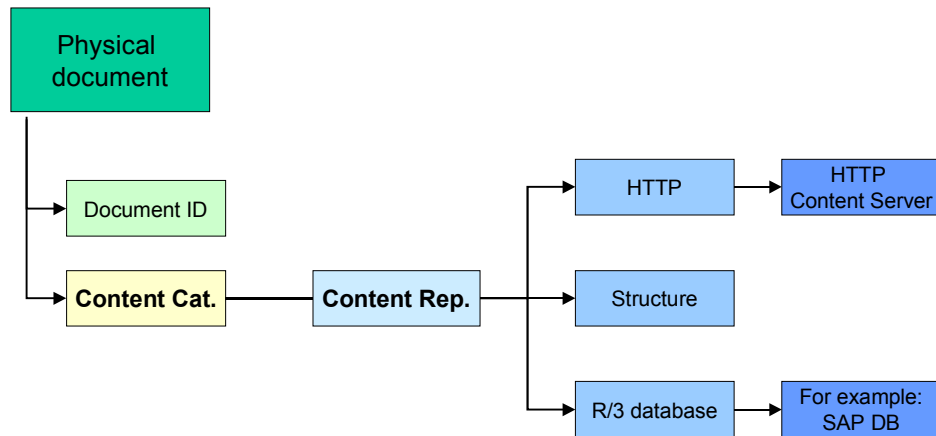 Physical
document
Document ID
Content Cat.
Content Rep.
HTTP
HTTP
Content Server
Structure
R/3 database
For example:
SAP DB